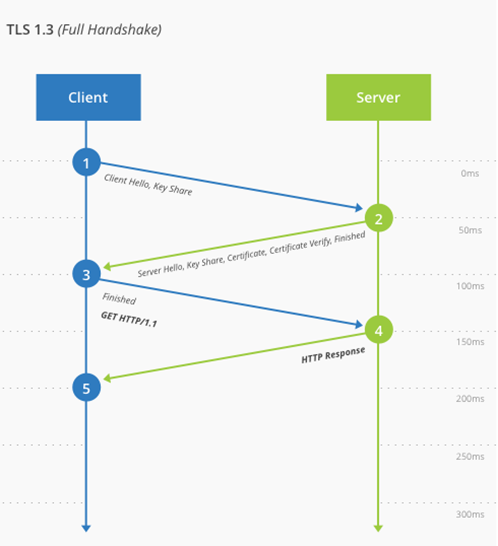 TLS 1.3 (Full Handshake)
Client
Server
1
Client Hello, Key Share
0ms
2
50ms
Server Hello, Key Share, Certificate, Certificate Verify, Finished
3
100ms
Finished
GET HTTP/1.1
4
150ms
HTTP Response
5
200ms
250ms
300ms